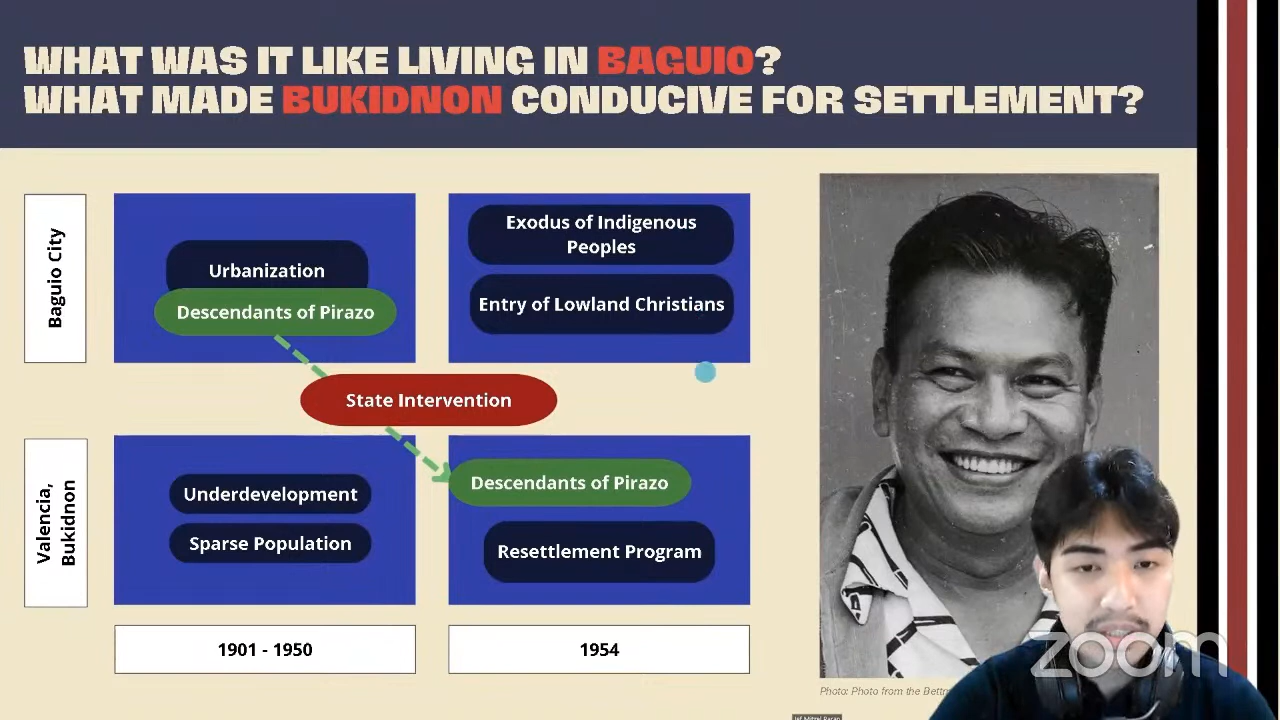 WHAT WAS IT LIKE LIVING IN BAGUIO?
WHAT MADE BUKIDNON CONDUCIVE FOR SETTLEMENT?
Baguio City
Urbanization
Descendants of Pirazo
Exodus of Indigenous
Peoples
Entry of Lowland Christians
State Intervention
Valencia,
Bukidnon
Underdevelopment
Sparse Population
Descendants of Pirazo
Resettlement Program
1901 - 1950
1954
Photo: Photo from the
zoom